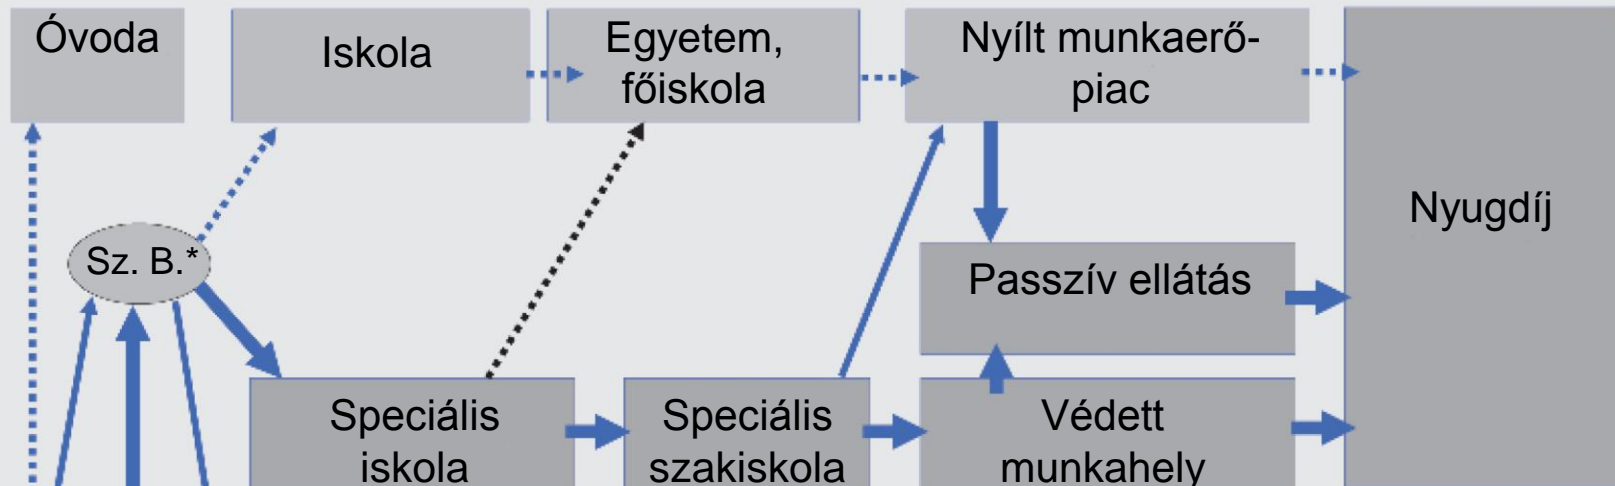 Óvoda
Iskola
Egyetem,
főiskola
Nyílt munkaerő-
piac
Nyugdíj
Sz. B.*
Passzív ellátás
Speciális
iskola
Speciális
szakiskola
Védett
munkahely